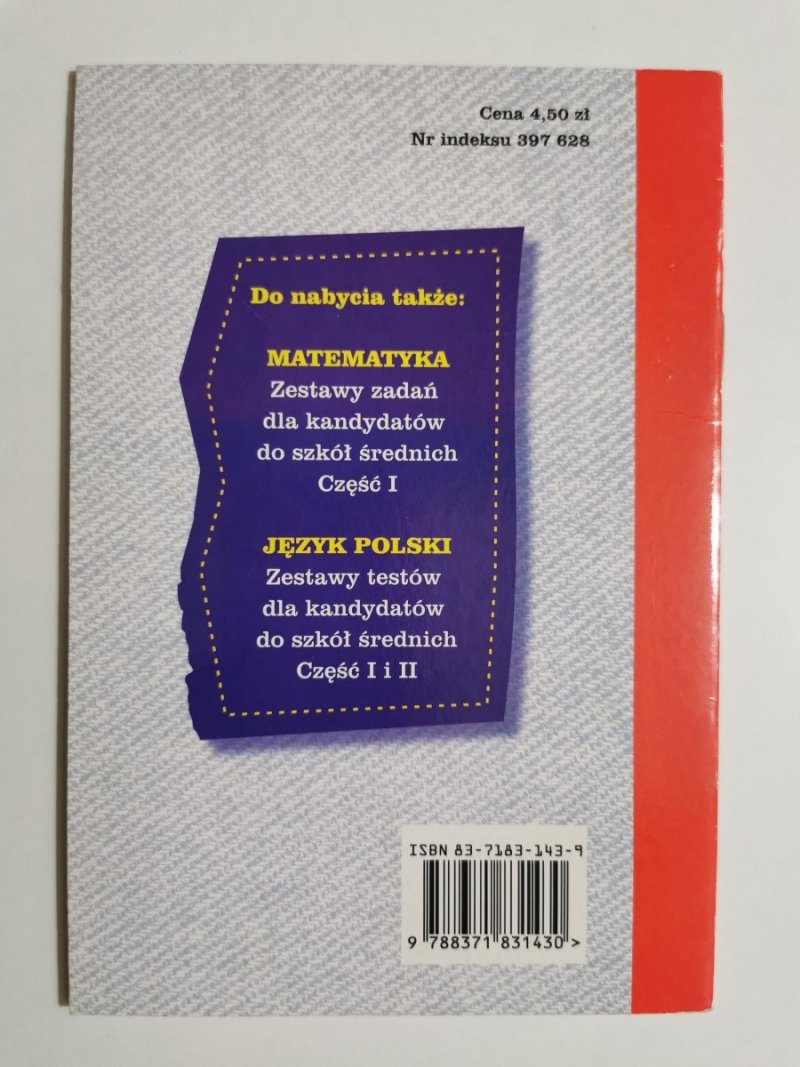 Cena 4,50 zł
Nr indeksu 397 628
Do nabycia także:
MATEMATYKA
Zestawy zadań
dla kandydatów
do szkół średnich
Część I
JĘZYK POLSKI
Zestawy testów
dla kandydatów
do szkół średnich
Część I i II
ISBN 83-7183-143-9
9 788371 831430 >